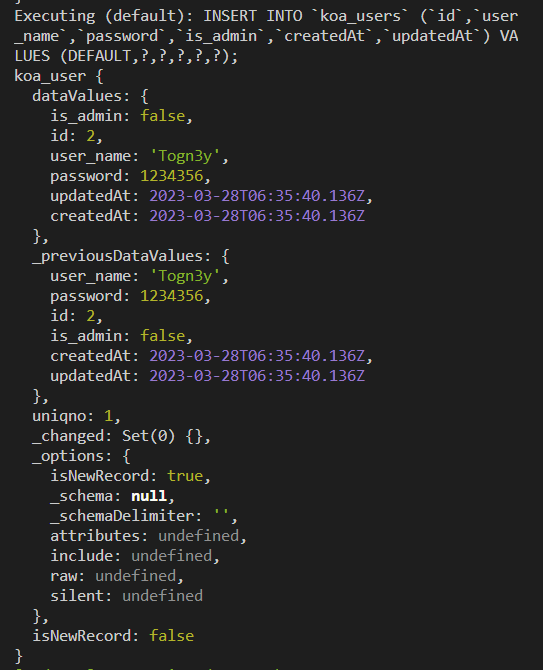 }
Executing (default): INSERT INTO `koa_users` (`id`,`user
_name`,`password`,`is_admin`,`createdAt`,`updatedAt`) VA
LUES (DEFAULT,?,?,?,?,?);
koa_user {
  dataValues: {
    is_admin: false,
    id: 2,
    user_name: 'Togn3y',
    password: 1234356,
    updatedAt: 2023-03-28T06:35:40.136Z,
    createdAt: 2023-03-28T06:35:40.136Z
  },
  _previousDataValues: {
    user_name: 'Togn3y',
    password: 1234356,
    id: 2,
    is_admin: false,
    createdAt: 2023-03-28T06:35:40.136Z,
    updatedAt: 2023-03-28T06:35:40.136Z
  },
  uniqno: 1,
  _changed: Set(0) {},
  _options: {
    isNewRecord: true,
    _schema: null,
    _schemaDelimiter: '',
    attributes: undefined,
    include: undefined,
    raw: undefined,
    silent: undefined
  },
  isNewRecord: false
}